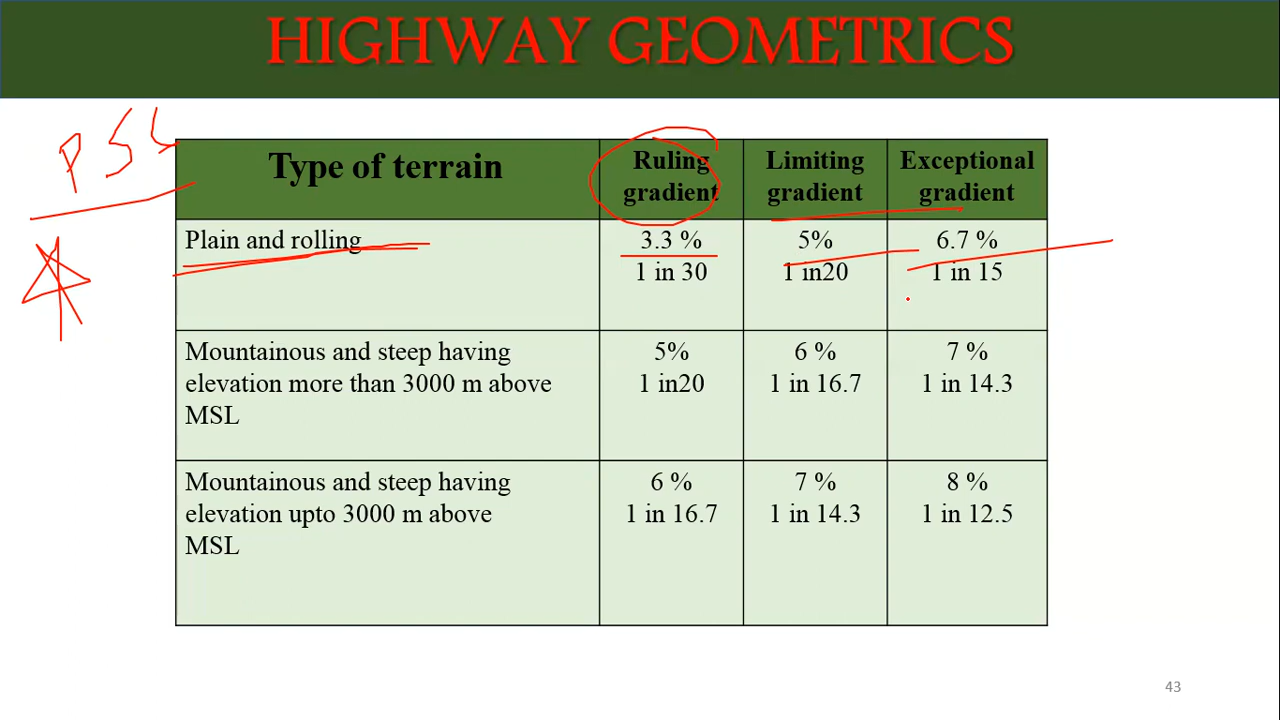 HIGHWAY GEOMETRICS
PSC
Type of terrain
Ruling
gradient
Limiting
gradient
Exceptional
gradient
Plain and rolling
3.3 %
1 in 30
5%
1 in20
6.7 %
1 in 15
Mountainous and steep having
elevation more than 3000 m above
MSL
5%
1 in20
6 %
1 in 16.7
7 %
1 in 14.3
Mountainous and steep having
elevation upto 3000 m above
MSL
6 %
1 in 16.7
7 %
1 in 14.3
8 %
1 in 12.5
43